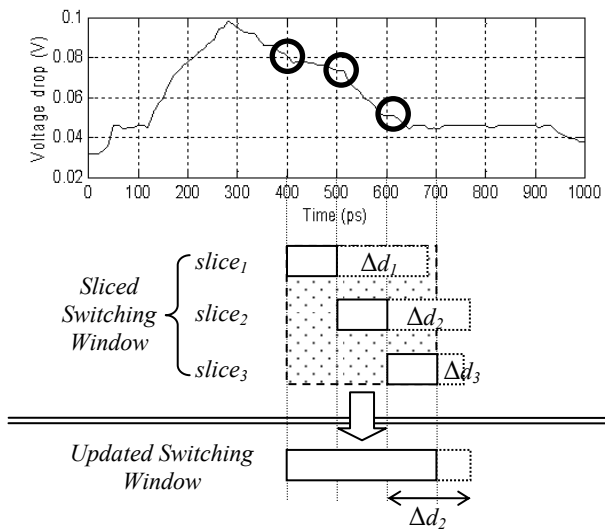 0.1
0.08
0.06
0.04
0.02
Voltage drop (V)
0 100 200 300 400 500 600 700 800 900 1000
Time (ps)
Sliced
Switching
Window
slice₁
Δd₁
slice₂
Δd₂
slice₃
Δd₃
Updated Switching
Window
Δd₂